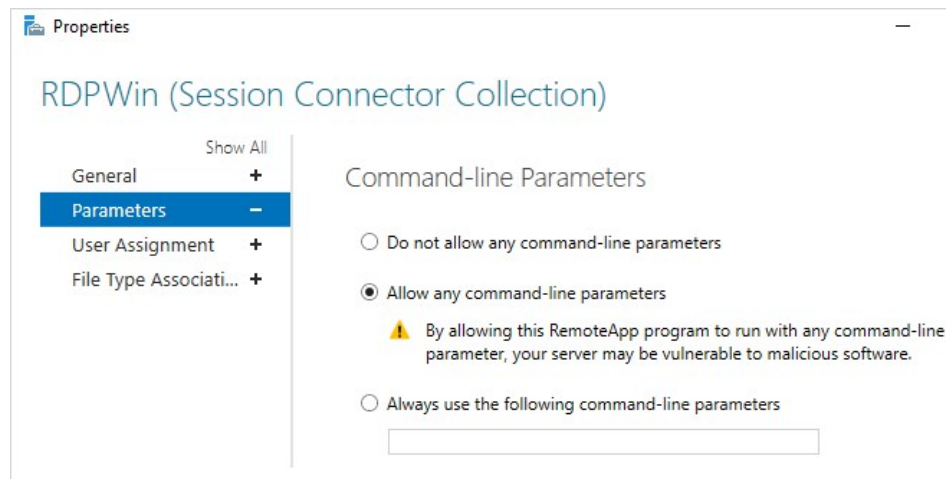 Properties
RDPWin (Session Connector Collection)
Show All
General +
Parameters −
User Assignment +
File Type Associati... +
Command-line Parameters
Do not allow any command-line parameters
Allow any command-line parameters
By allowing this RemoteApp program to run with any command-line
parameter, your server may be vulnerable to malicious software.
Always use the following command-line parameters